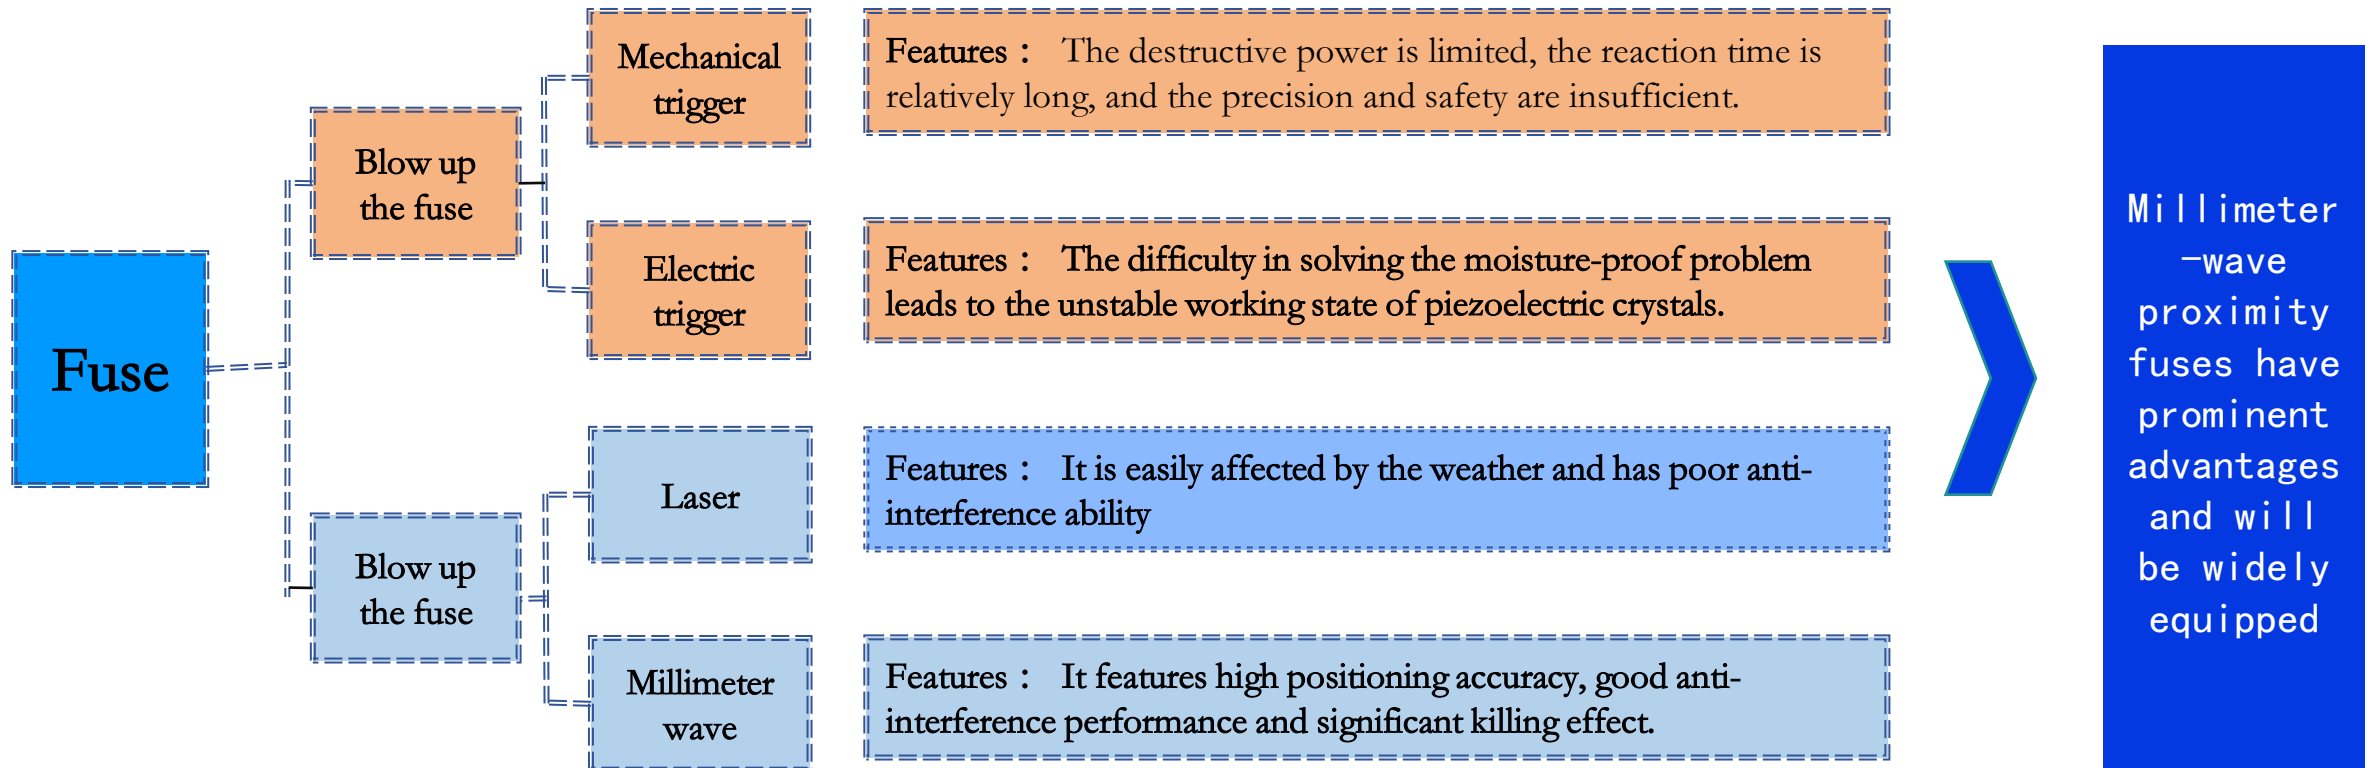 Fuse
Blow up
the fuse
Mechanical
trigger
Features： The destructive power is limited, the reaction time is
relatively long, and the precision and safety are insufficient.
Electric
trigger
Features： The difficulty in solving the moisture-proof problem
leads to the unstable working state of piezoelectric crystals.
Blow up
the fuse
Laser
Features： It is easily affected by the weather and has poor anti-
interference ability
Millimeter
wave
Features： It features high positioning accuracy, good anti-
interference performance and significant killing effect.
Millimeter
-wave
proximity
fuses have
prominent
advantages
and will
be widely
equipped